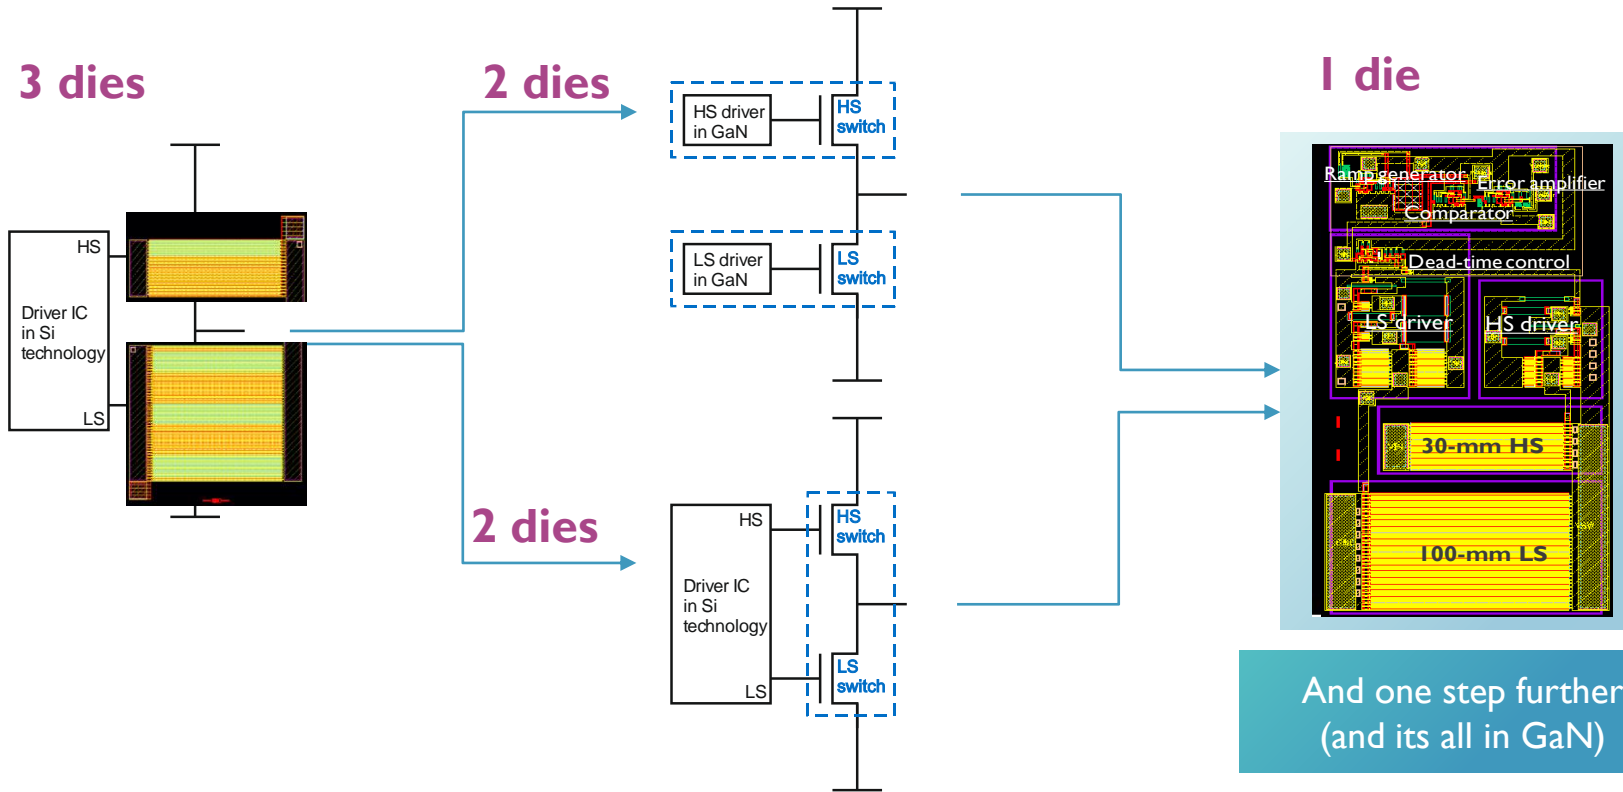 3 dies
HS
Driver IC
in Si
technology
LS
2 dies
HS driver
in GaN
HS
switch
LS driver
in GaN
LS
switch
2 dies
HS
Driver IC
in Si
technology
LS
HS
switch
LS
switch
1 die
Ramp generator
Error amplifier
Comparator
Dead-time control
LS driver
HS driver
30-mm HS
100-mm LS
And one step further
(and its all in GaN)